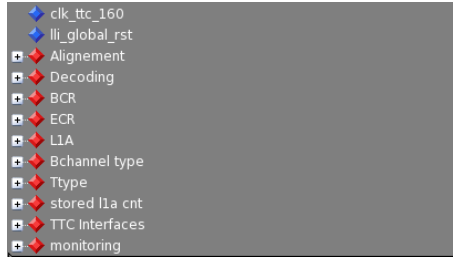 clk_ttc_160
lli_global_rst
Alignement
Decoding
BCR
ECR
L1A
Bchannel type
Ttype
stored l1a cnt
TTC Interfaces
monitoring